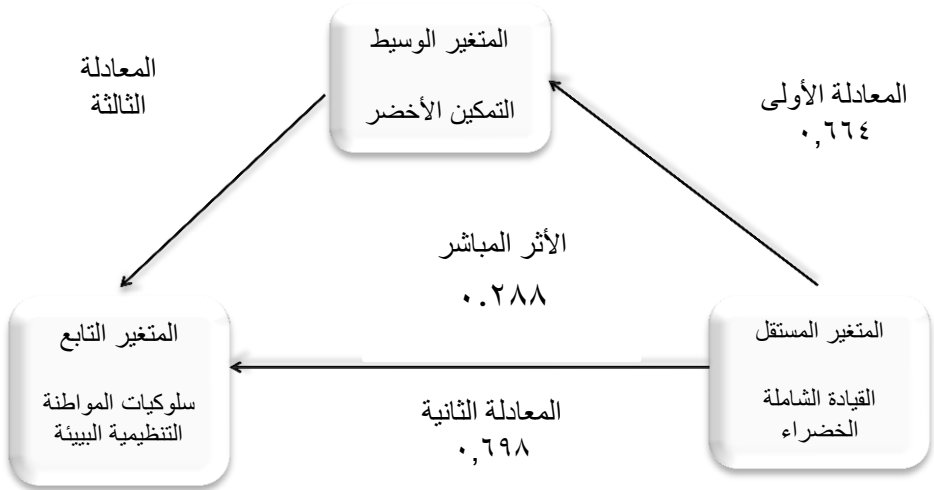 المتغير الوسيط
التمكين الأخضر
المعادلة
الثالثة
المعادلة الأولى
٠,٦٦٤
الأثر المباشر
٠.٢٨٨
المتغير المستقل
القيادة الشاملة
الخضراء
المتغير التابع
سلوكيات المواطنة
التنظيمية البيئة
المعادلة الثانية
٠,٦٩٨